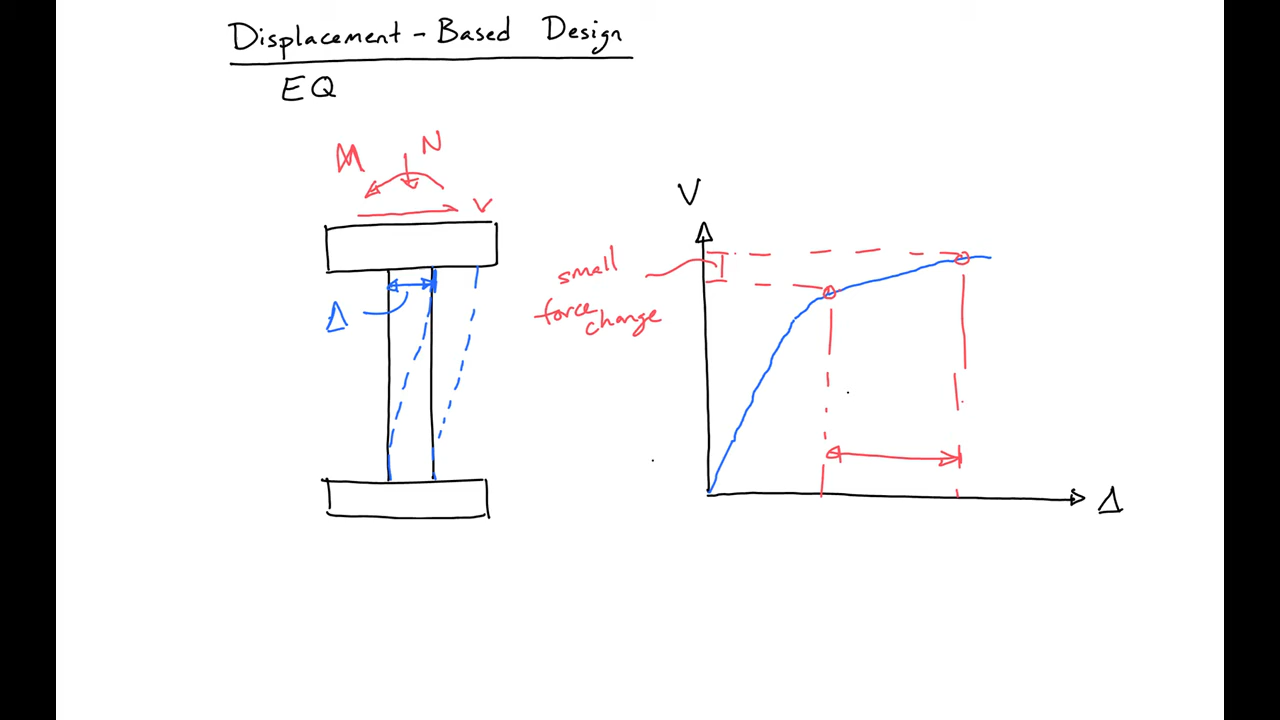 Displacement - Based Design
EQ
M
N
V
Δ
V
small
force
change
Δ